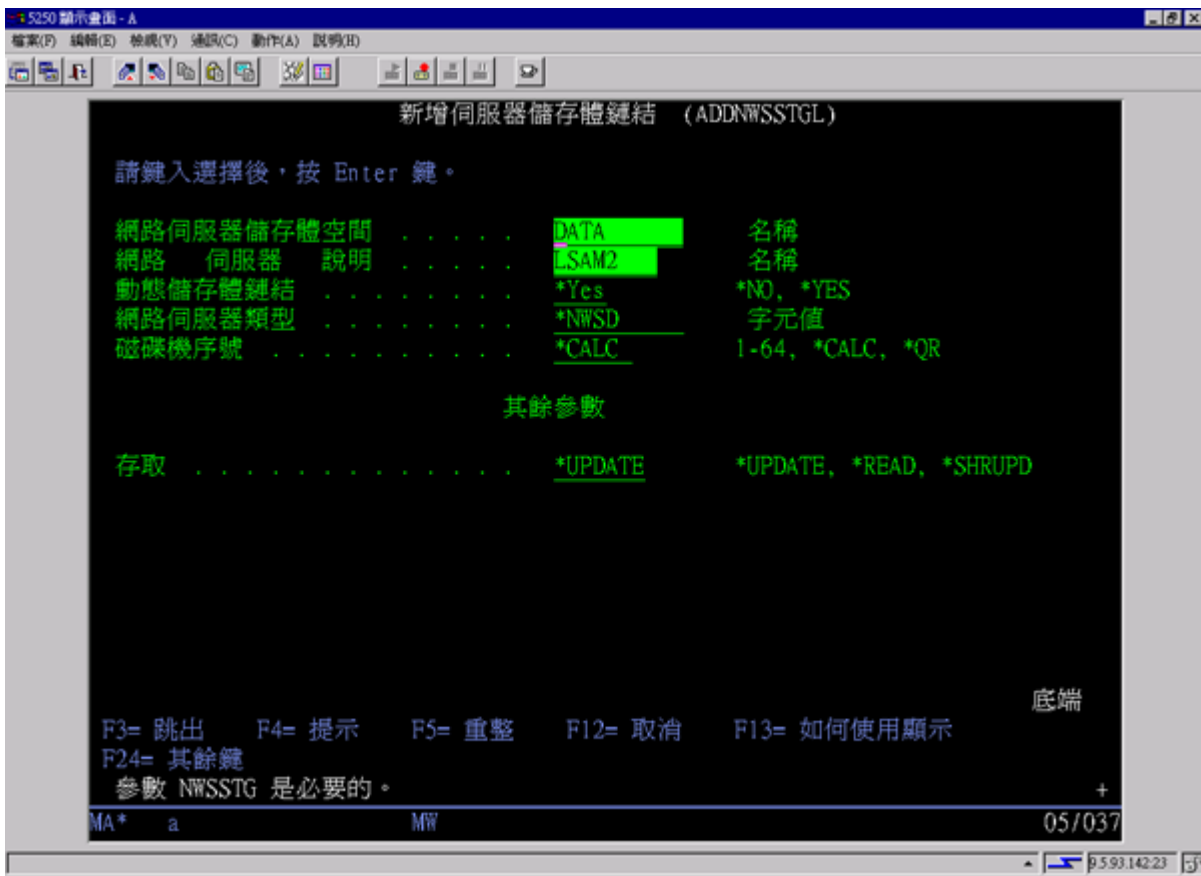 5250 顯示畫面 - A
檔案(F) 編輯(E) 檢視(V) 通訊(C) 動作(A) 說明(H)
新增伺服器儲存體鏈結 (ADDNWSSTGL)
請鍵入選擇後，按 Enter 鍵。
網路伺服器儲存體空間 . . . . . DATA 名稱
網路 伺服器 說明 . . . . . LSAM2 名稱
動態儲存體鏈結 . . . . . . . . *Yes *NO, *YES
網路伺服器類型 . . . . . . . . *NWSD 字元值
磁碟機序號 . . . . . . . . . . *CALC 1-64, *CALC, *QR
其餘參數
存取 . . . . . . . . . . . . . *UPDATE *UPDATE, *READ, *SHRUPD
底端
F3= 跳出 F4= 提示 F5= 重整 F12= 取消 F13= 如何使用顯示
F24= 其餘鍵
參數 NWSSTG 是必要的。 +
MA* a MW 05/037
9.5.93.142:23